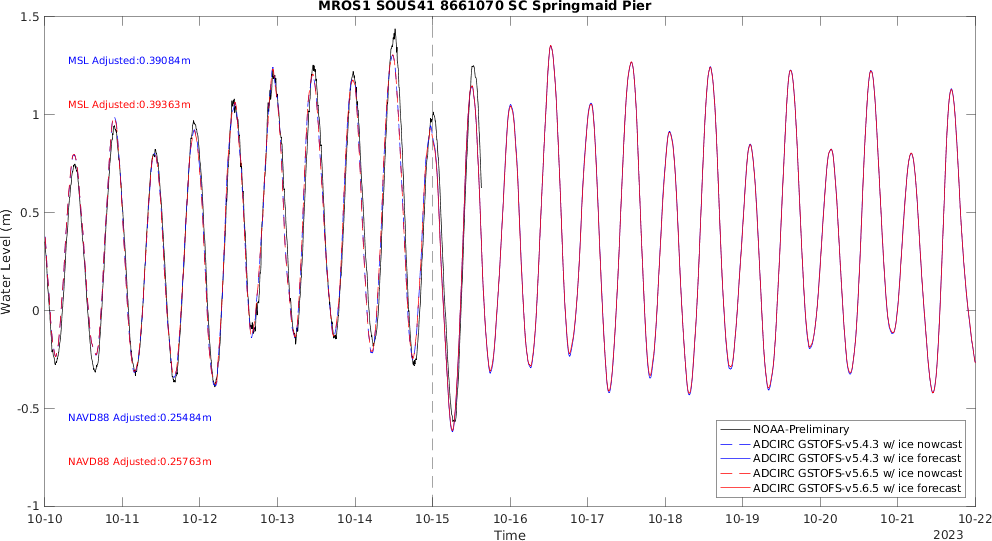 MROS1 SOUS41 8661070 SC Springmaid Pier
1.5
1
0.5
0
-0.5
-1
Water Level (m)
MSL Adjusted:0.39084m
MSL Adjusted:0.39363m
NAVD88 Adjusted:0.25484m
NAVD88 Adjusted:0.25763m
NOAA-Preliminary
ADCIRC GSTOFS-v5.4.3 w/ ice nowcast
ADCIRC GSTOFS-v5.4.3 w/ ice forecast
ADCIRC GSTOFS-v5.6.5 w/ ice nowcast
ADCIRC GSTOFS-v5.6.5 w/ ice forecast
10-10 10-11 10-12 10-13 10-14 10-15 10-16 10-17 10-18 10-19 10-20 10-21 10-22
Time
2023